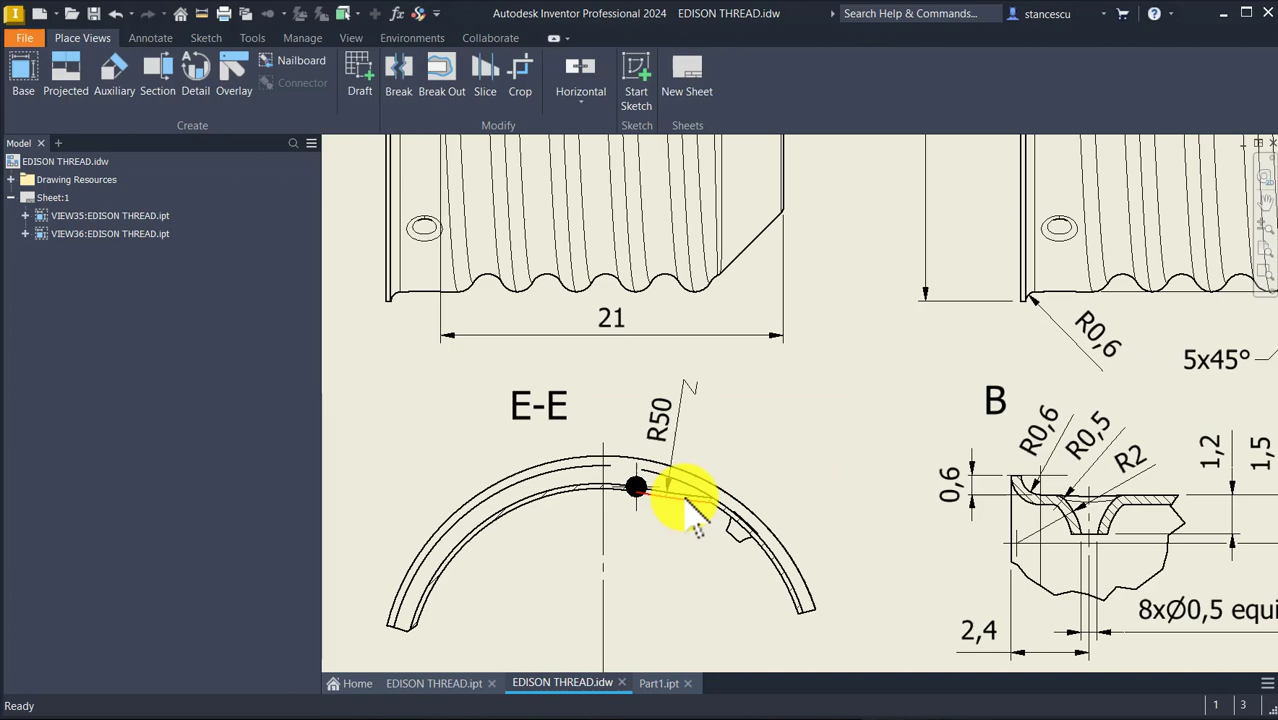 Autodesk Inventor Professional 2024 EDISON THREAD.idw
Search Help & Commands...
stancescu
File Place Views Annotate Sketch Tools Manage View Environments Collaborate
Base Projected Auxiliary Section Detail Overlay
Nailboard
Connector
Draft
Break Break Out Slice Crop
Horizontal
Start Sketch
New Sheet
Create Modify Sketch Sheets
Model
EDISON THREAD.idw
Drawing Resources
Sheet:1
VIEW35:EDISON THREAD.ipt
VIEW36:EDISON THREAD.ipt
21
R0,6
5x45°
E-E
R50
B
R0,6
R0,5
R2
0,6
1,2
1,5
8xØ0,5 equi
2,4
Home EDISON THREAD.ipt EDISON THREAD.idw Part1.ipt
Ready 1 3